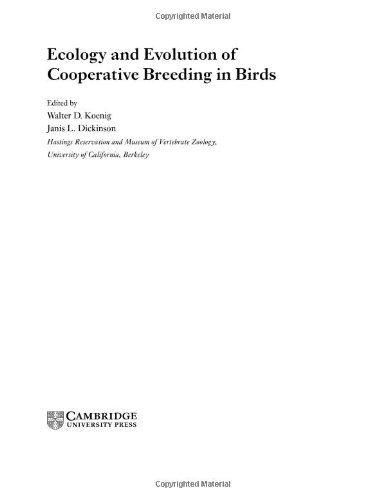 Copyrighted Material
Ecology and Evolution of
Cooperative Breeding in Birds
Edited by
Walter D. Koenig
Janis L. Dickinson
Hastings Reservation and Museum of Vertebrate Zoology,
University of California, Berkeley
CAMBRIDGE
UNIVERSITY PRESS
Copyrighted Material